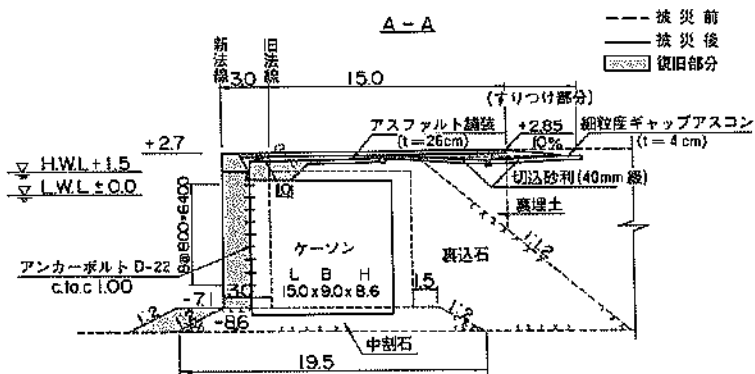 A - A
被災前
被災後
復旧部分
新法線
旧法線
3.0
15.0
(すりつけ部分)
アスファルト舗装
(t=26cm)
+2.85
10%
細粒度ギャップアスコン
(t=4cm)
+2.7
H.W.L +1.5
L.W.L ±0.0
1.0
切込砂利(40mm級)
裏埋土
8@800=6400
ケーソン
L B H
15.0x9.0x8.6
裏込石
1:1.2
アンカーボルト D-22
c.to.c 1.00
1.5
-7.1
3.0
1:2
1:2
-8.6
中割石
19.5